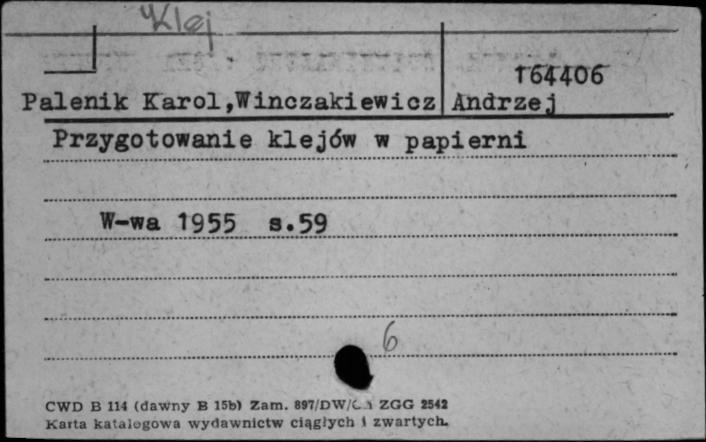 Klej
164406
Palenik Karol,Winczakiewicz Andrzej
Przygotowanie klejów w papierni
W-wa 1955 s.59
6
CWD B 114 (dawny B 15b) Zam. 897/DW/ ZGG 2542
Karta katalogowa wydawnictw ciągłych i zwartych.